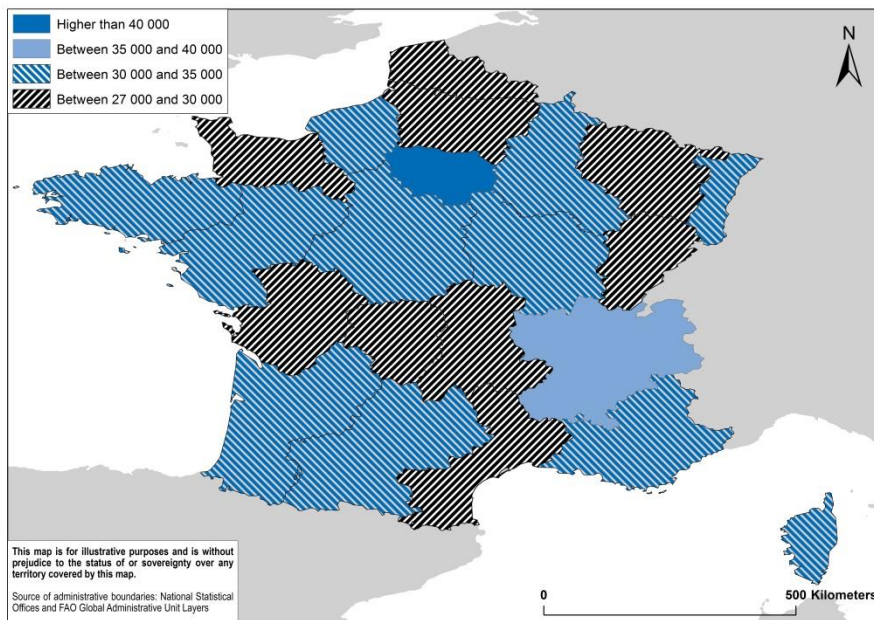 Higher than 40 000
Between 35 000 and 40 000
Between 30 000 and 35 000
Between 27 000 and 30 000
N
This map is for illustrative purposes and is without
prejudice to the status of or sovereignty over any
territory covered by this map.
Source of administrative boundaries: National Statistical
Offices and FAO Global Administrative Unit Layers
0 500 Kilometers